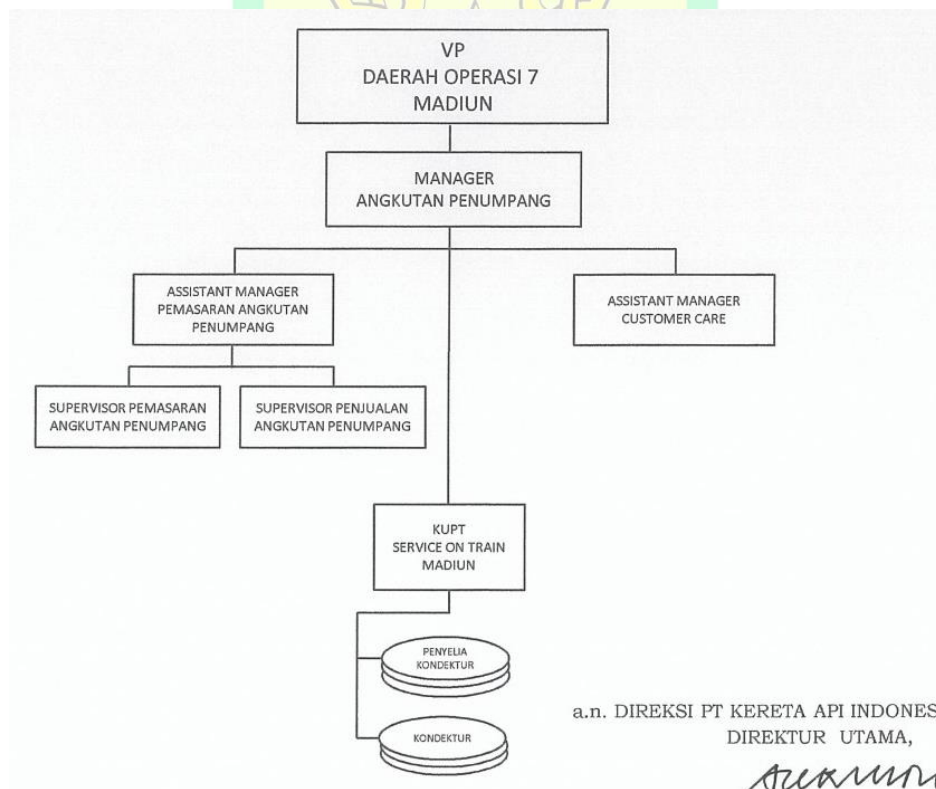 VP
DAERAH OPERASI 7
MADIUN
MANAGER
ANGKUTAN PENUMPANG
ASSISTANT MANAGER
PEMASARAN ANGKUTAN
PENUMPANG
ASSISTANT MANAGER
CUSTOMER CARE
SUPERVISOR PEMASARAN
ANGKUTAN PENUMPANG
SUPERVISOR PENJUALAN
ANGKUTAN PENUMPANG
KUPT
SERVICE ON TRAIN
MADIUN
PENYELIA
KONDEKTUR
KONDEKTUR
a.n. DIREKSI PT KERETA API INDONES
DIREKTUR UTAMA,